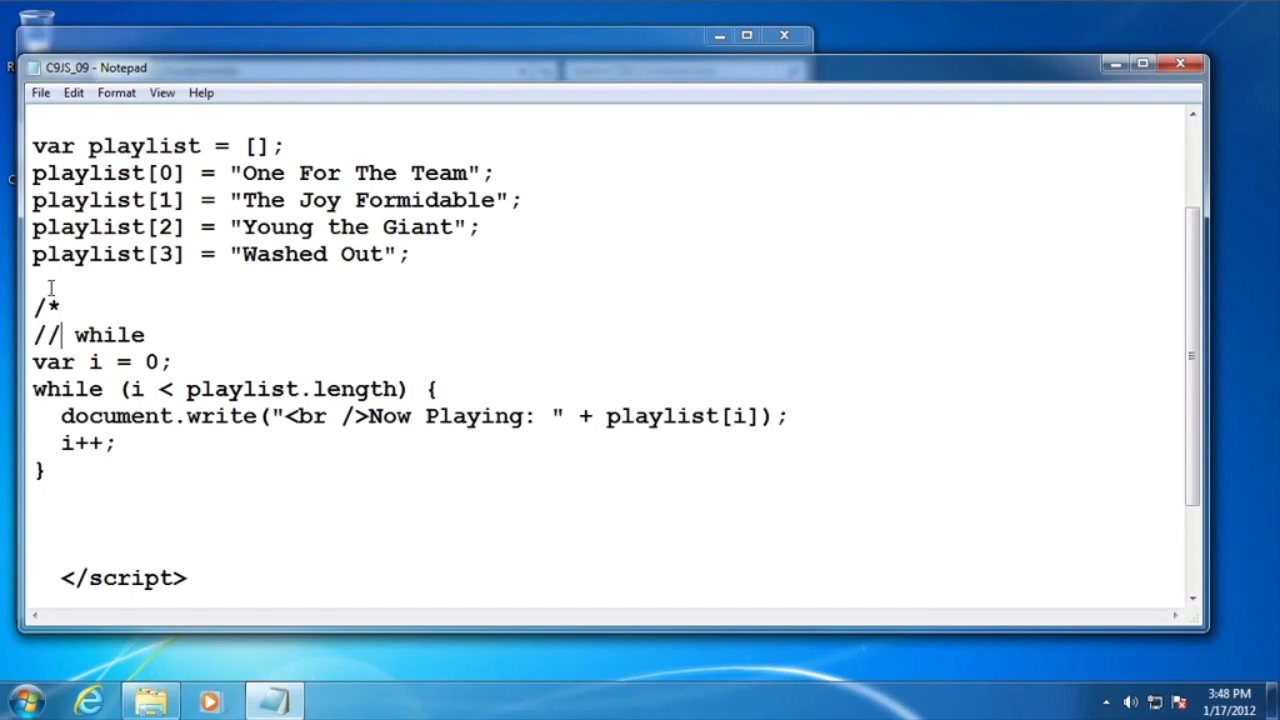 C9JS_09 - Notepad
File Edit Format View Help
var playlist = [];
playlist[0] = "One For The Team";
playlist[1] = "The Joy Formidable";
playlist[2] = "Young the Giant";
playlist[3] = "Washed Out";
/*
// while
var i = 0;
while (i < playlist.length) {
document.write("<br />Now Playing: " + playlist[i]);
i++;
}
</script>
3:48 PM
1/17/2012